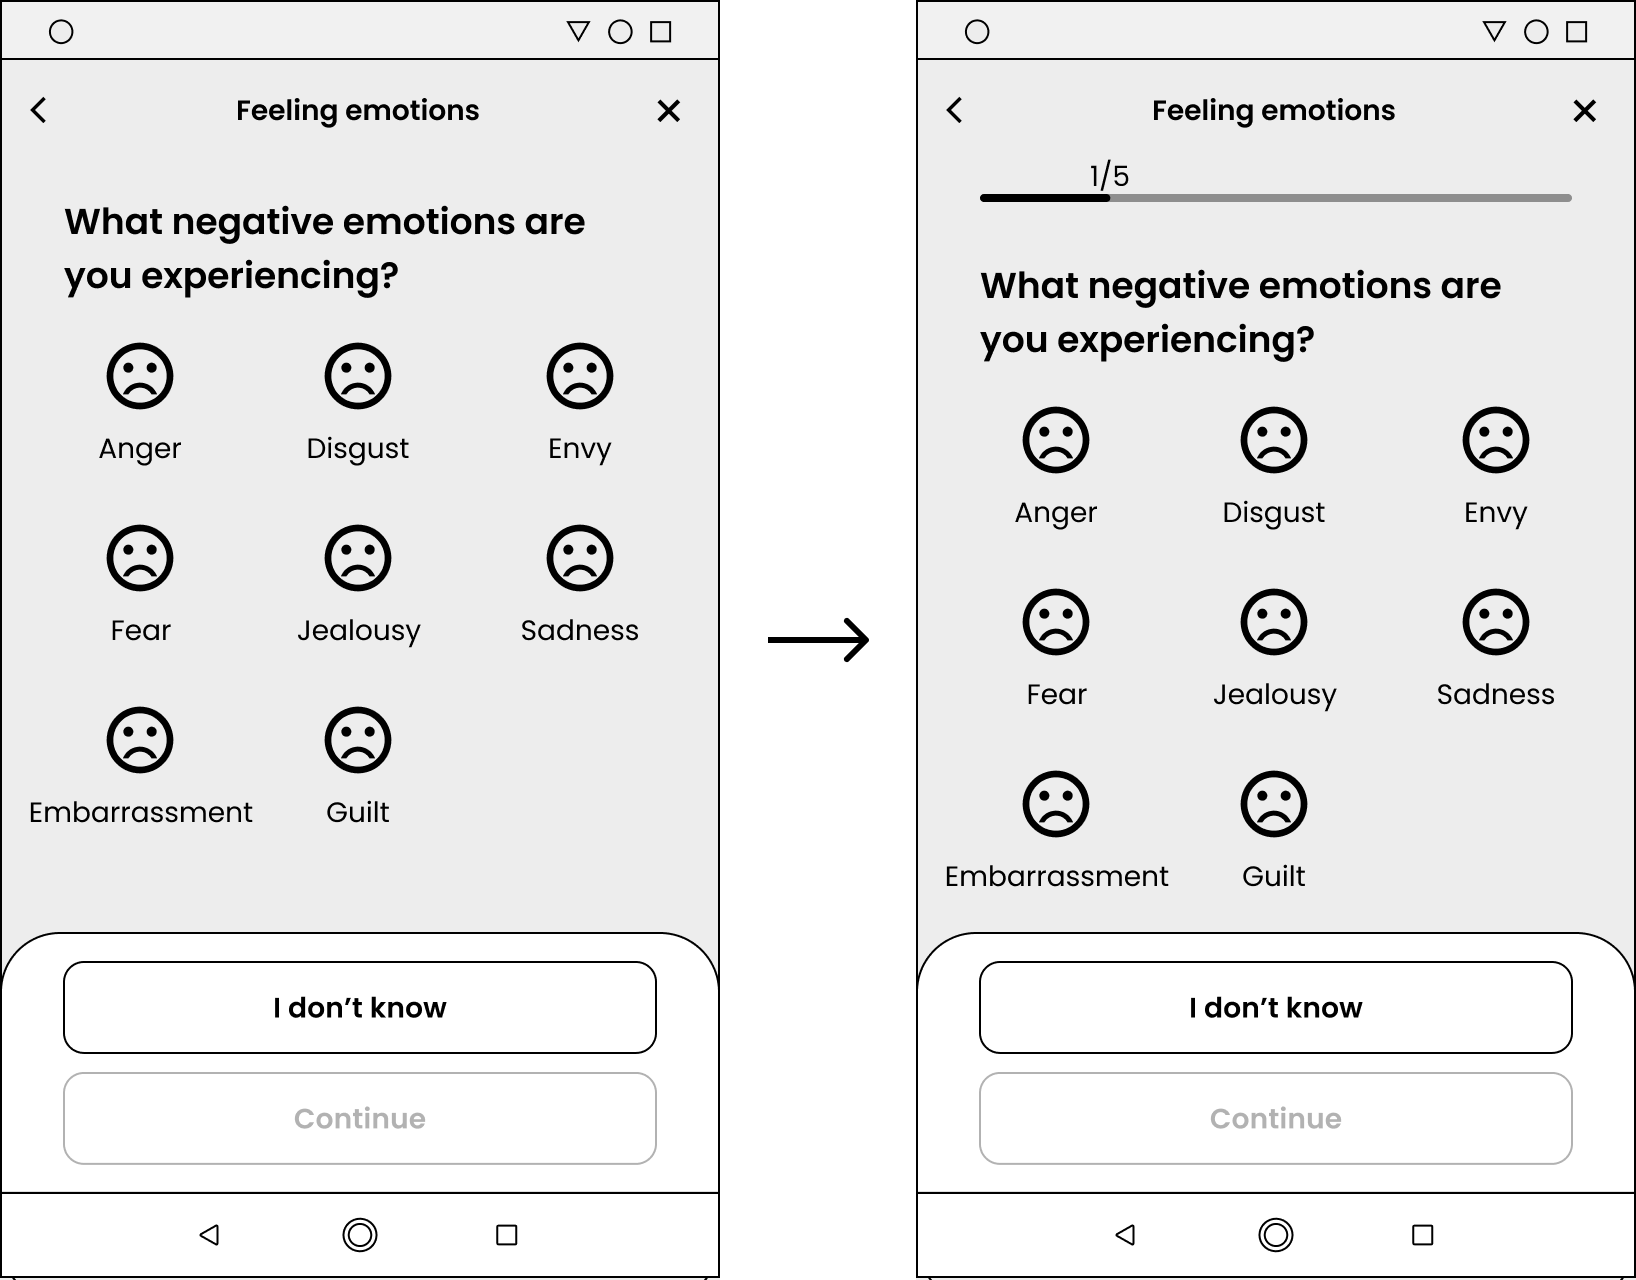 Feeling emotions
What negative emotions are
you experiencing?
Anger Disgust Envy
Fear Jealousy Sadness
Embarrassment Guilt
I don’t know
Continue
Feeling emotions
1/5
What negative emotions are
you experiencing?
Anger Disgust Envy
Fear Jealousy Sadness
Embarrassment Guilt
I don’t know
Continue